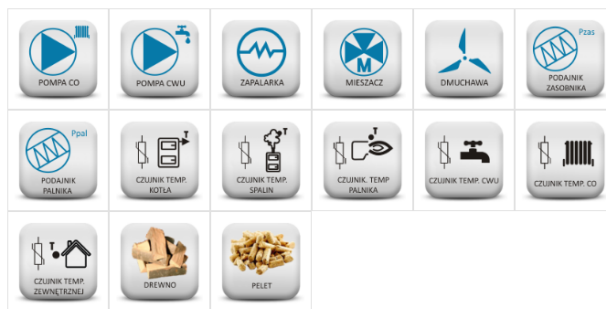 POMPA CO
POMPA CWU
ZAPALARKA
M
MIESZACZ
DMUCHAWA
Pzas
PODAJNIK
ZASOBNIKA
Ppal
PODAJNIK
PALNIKA
T
CZUJNIK TEMP.
KOTŁA
T
CZUJNIK TEMP.
SPALIN
T
CZUJNIK. TEMP
PALNIKA
CZUJNIK TEMP. CWU
CZUJNIK TEMP. CO
T
CZUJNIK TEMP.
ZEWNĘTRZNEJ
DREWNO
PELET